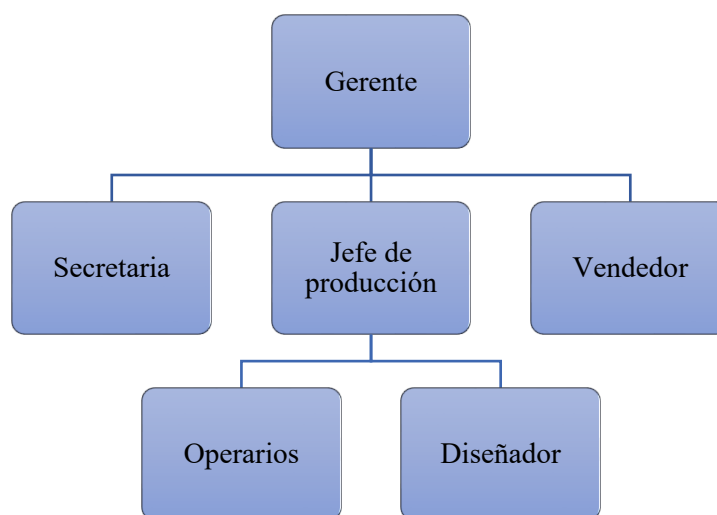 Gerente
Secretaria
Jefe de
producción
Vendedor
Operarios
Diseñador